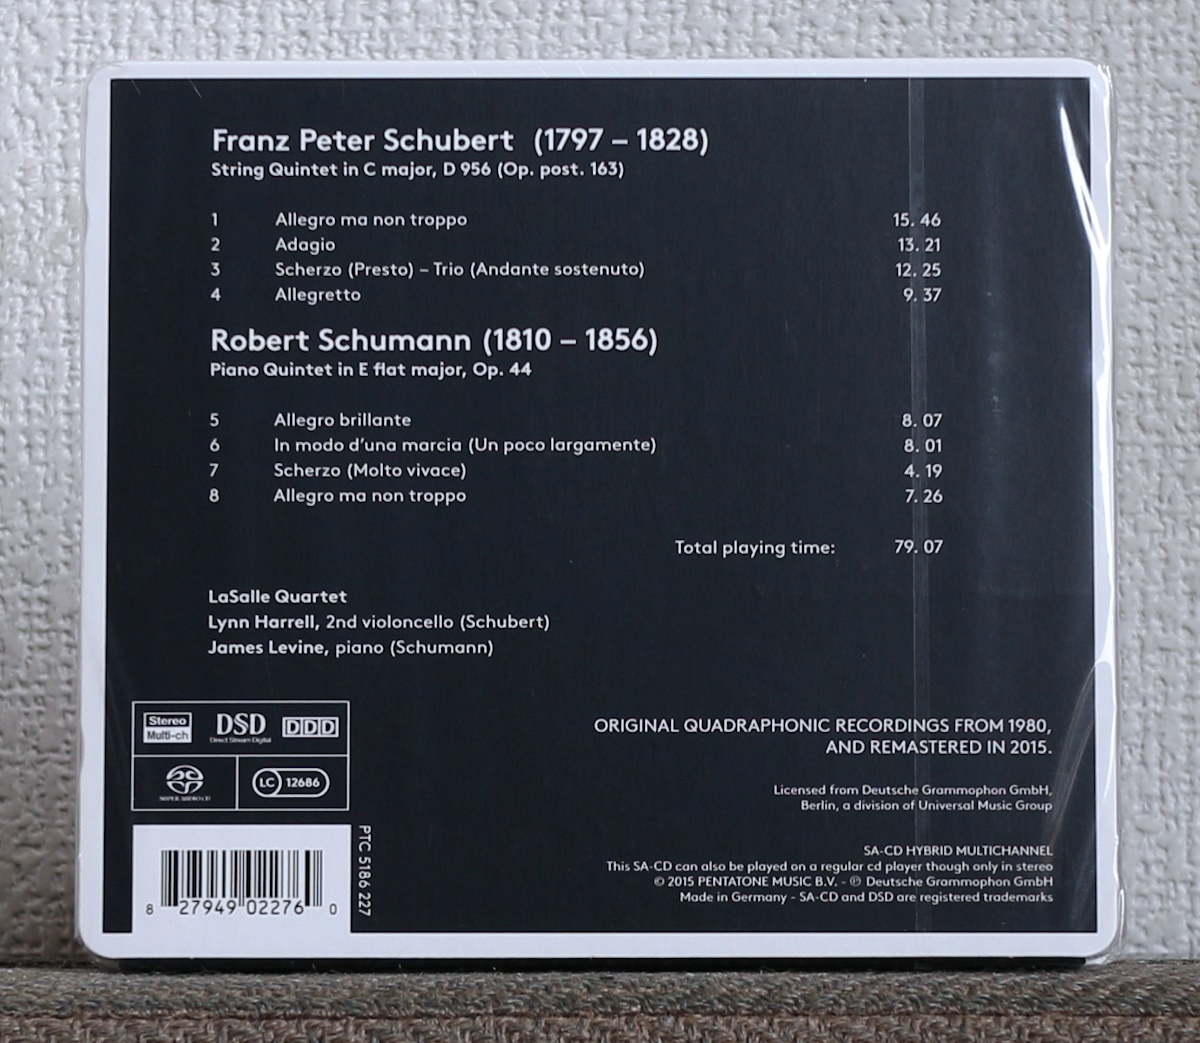 Franz Peter Schubert (1797 – 1828)
String Quintet in C major, D 956 (Op. post. 163)
1 Allegro ma non troppo 15. 46
2 Adagio 13. 21
3 Scherzo (Presto) – Trio (Andante sostenuto) 12. 25
4 Allegretto 9. 37
Robert Schumann (1810 – 1856)
Piano Quintet in E flat major, Op. 44
5 Allegro brillante 8. 07
6 In modo d'una marcia (Un poco largamente) 8. 01
7 Scherzo (Molto vivace) 4. 19
8 Allegro ma non troppo 7. 26
Total playing time: 79. 07
LaSalle Quartet
Lynn Harrell, 2nd violoncello (Schubert)
James Levine, piano (Schumann)
Stereo
Multi-ch
DSD
Direct Stream Digital
DDD
SUPER AUDIO CD
LC 12686
ORIGINAL QUADRAPHONIC RECORDINGS FROM 1980,
AND REMASTERED IN 2015.
Licensed from Deutsche Grammophon GmbH,
Berlin, a division of Universal Music Group
SA-CD HYBRID MULTICHANNEL
This SA-CD can also be played on a regular cd player though only in stereo
© 2015 PENTATONE MUSIC B.V. - ℗ Deutsche Grammophon GmbH
Made in Germany - SA-CD and DSD are registered trademarks
PTC 5186 227
8 27949 02276 0